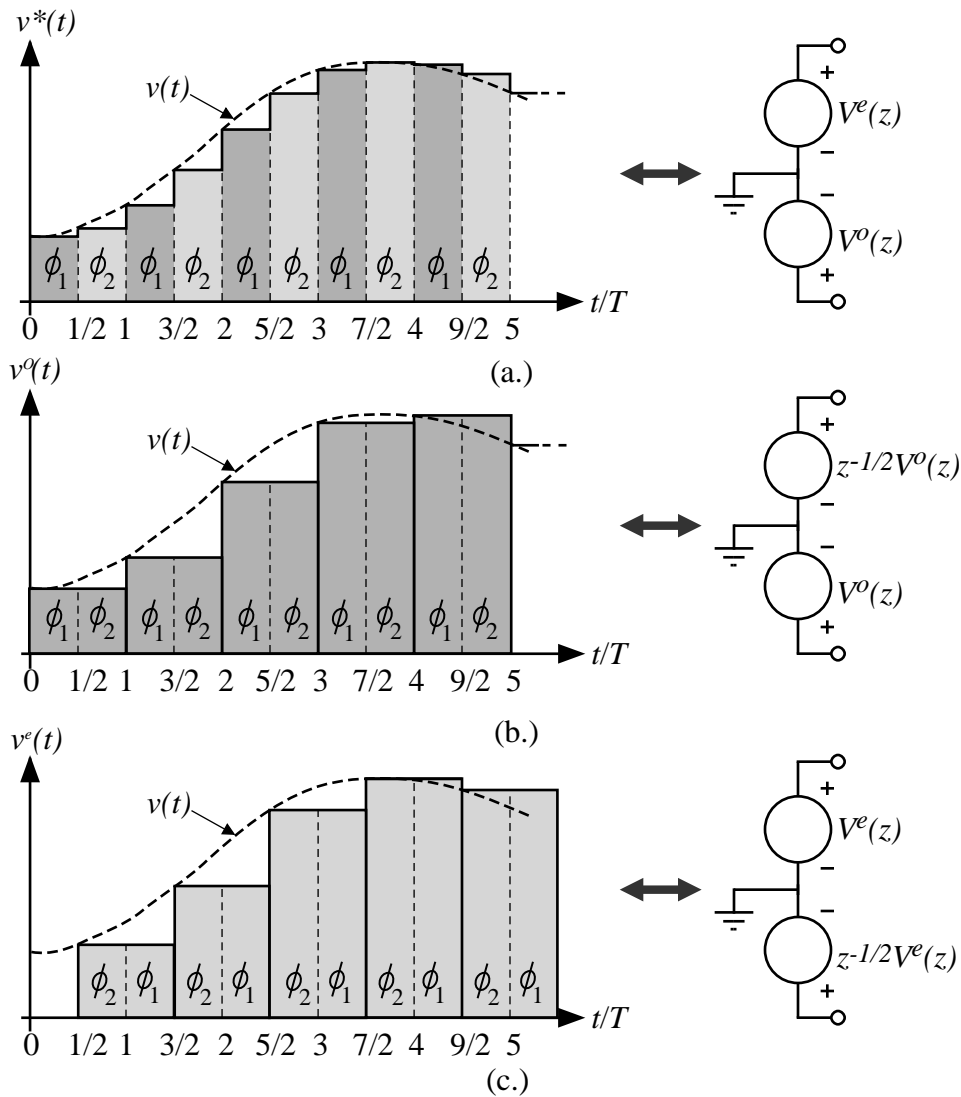 v*(t)
v(t)
ϕ1 ϕ2 ϕ1 ϕ2 ϕ1 ϕ2 ϕ1 ϕ2 ϕ1 ϕ2
t/T
0 1/2 1 3/2 2 5/2 3 7/2 4 9/2 5
+
V^e(z)
−
−
V^o(z)
+
(a.)
v^o(t)
v(t)
ϕ1 ϕ2 ϕ1 ϕ2 ϕ1 ϕ2 ϕ1 ϕ2 ϕ1 ϕ2
t/T
0 1/2 1 3/2 2 5/2 3 7/2 4 9/2 5
+
z^-1/2V^o(z)
−
−
V^o(z)
+
(b.)
v^e(t)
v(t)
ϕ2 ϕ1 ϕ2 ϕ1 ϕ2 ϕ1 ϕ2 ϕ1 ϕ2 ϕ1
t/T
0 1/2 1 3/2 2 5/2 3 7/2 4 9/2 5
+
V^e(z)
−
−
z^-1/2V^e(z)
+
(c.)